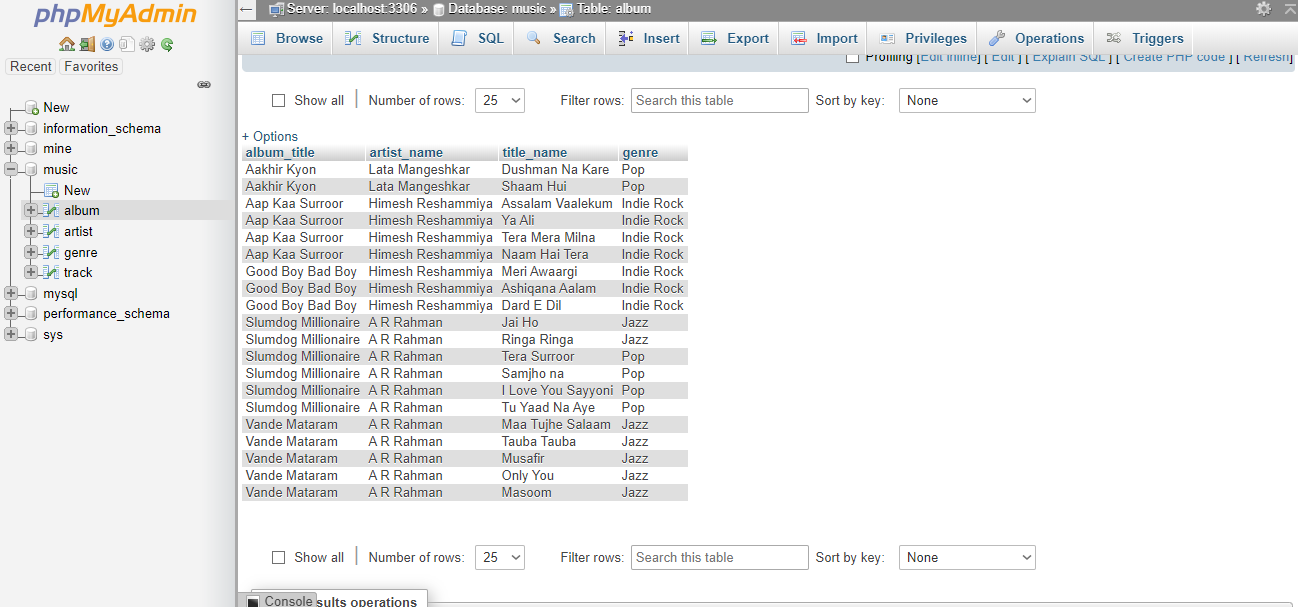 phpMyAdmin
Recent Favorites
New
information_schema
mine
music
New
album
artist
genre
track
mysql
performance_schema
sys
Server: localhost:3306 » Database: music » Table: album
Browse Structure SQL Search Insert Export Import Privileges Operations Triggers
Profiling [Edit inline] [ Edit ] [ Explain SQL ] [ Create PHP code ] [ Refresh]
Show all Number of rows: 25 Filter rows: Search this table Sort by key: None
+ Options
album_title artist_name title_name genre
Aakhir Kyon Lata Mangeshkar Dushman Na Kare Pop
Aakhir Kyon Lata Mangeshkar Shaam Hui Pop
Aap Kaa Surroor Himesh Reshammiya Assalam Vaalekum Indie Rock
Aap Kaa Surroor Himesh Reshammiya Ya Ali Indie Rock
Aap Kaa Surroor Himesh Reshammiya Tera Mera Milna Indie Rock
Aap Kaa Surroor Himesh Reshammiya Naam Hai Tera Indie Rock
Good Boy Bad Boy Himesh Reshammiya Meri Awaargi Indie Rock
Good Boy Bad Boy Himesh Reshammiya Ashiqana Aalam Indie Rock
Good Boy Bad Boy Himesh Reshammiya Dard E Dil Indie Rock
Slumdog Millionaire A R Rahman Jai Ho Jazz
Slumdog Millionaire A R Rahman Ringa Ringa Jazz
Slumdog Millionaire A R Rahman Tera Surroor Pop
Slumdog Millionaire A R Rahman Samjho na Pop
Slumdog Millionaire A R Rahman I Love You Sayyoni Pop
Slumdog Millionaire A R Rahman Tu Yaad Na Aye Pop
Vande Mataram A R Rahman Maa Tujhe Salaam Jazz
Vande Mataram A R Rahman Tauba Tauba Jazz
Vande Mataram A R Rahman Musafir Jazz
Vande Mataram A R Rahman Only You Jazz
Vande Mataram A R Rahman Masoom Jazz
Show all Number of rows: 25 Filter rows: Search this table Sort by key: None
Console sults operations